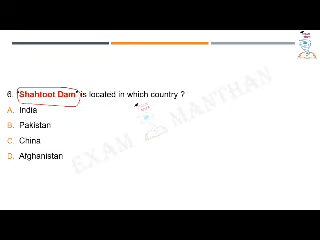 6. "Shahtoot Dam" is located in which country ?
A. India
B. Pakistan
C. China
D. Afghanistan
EXAM MANTHAN